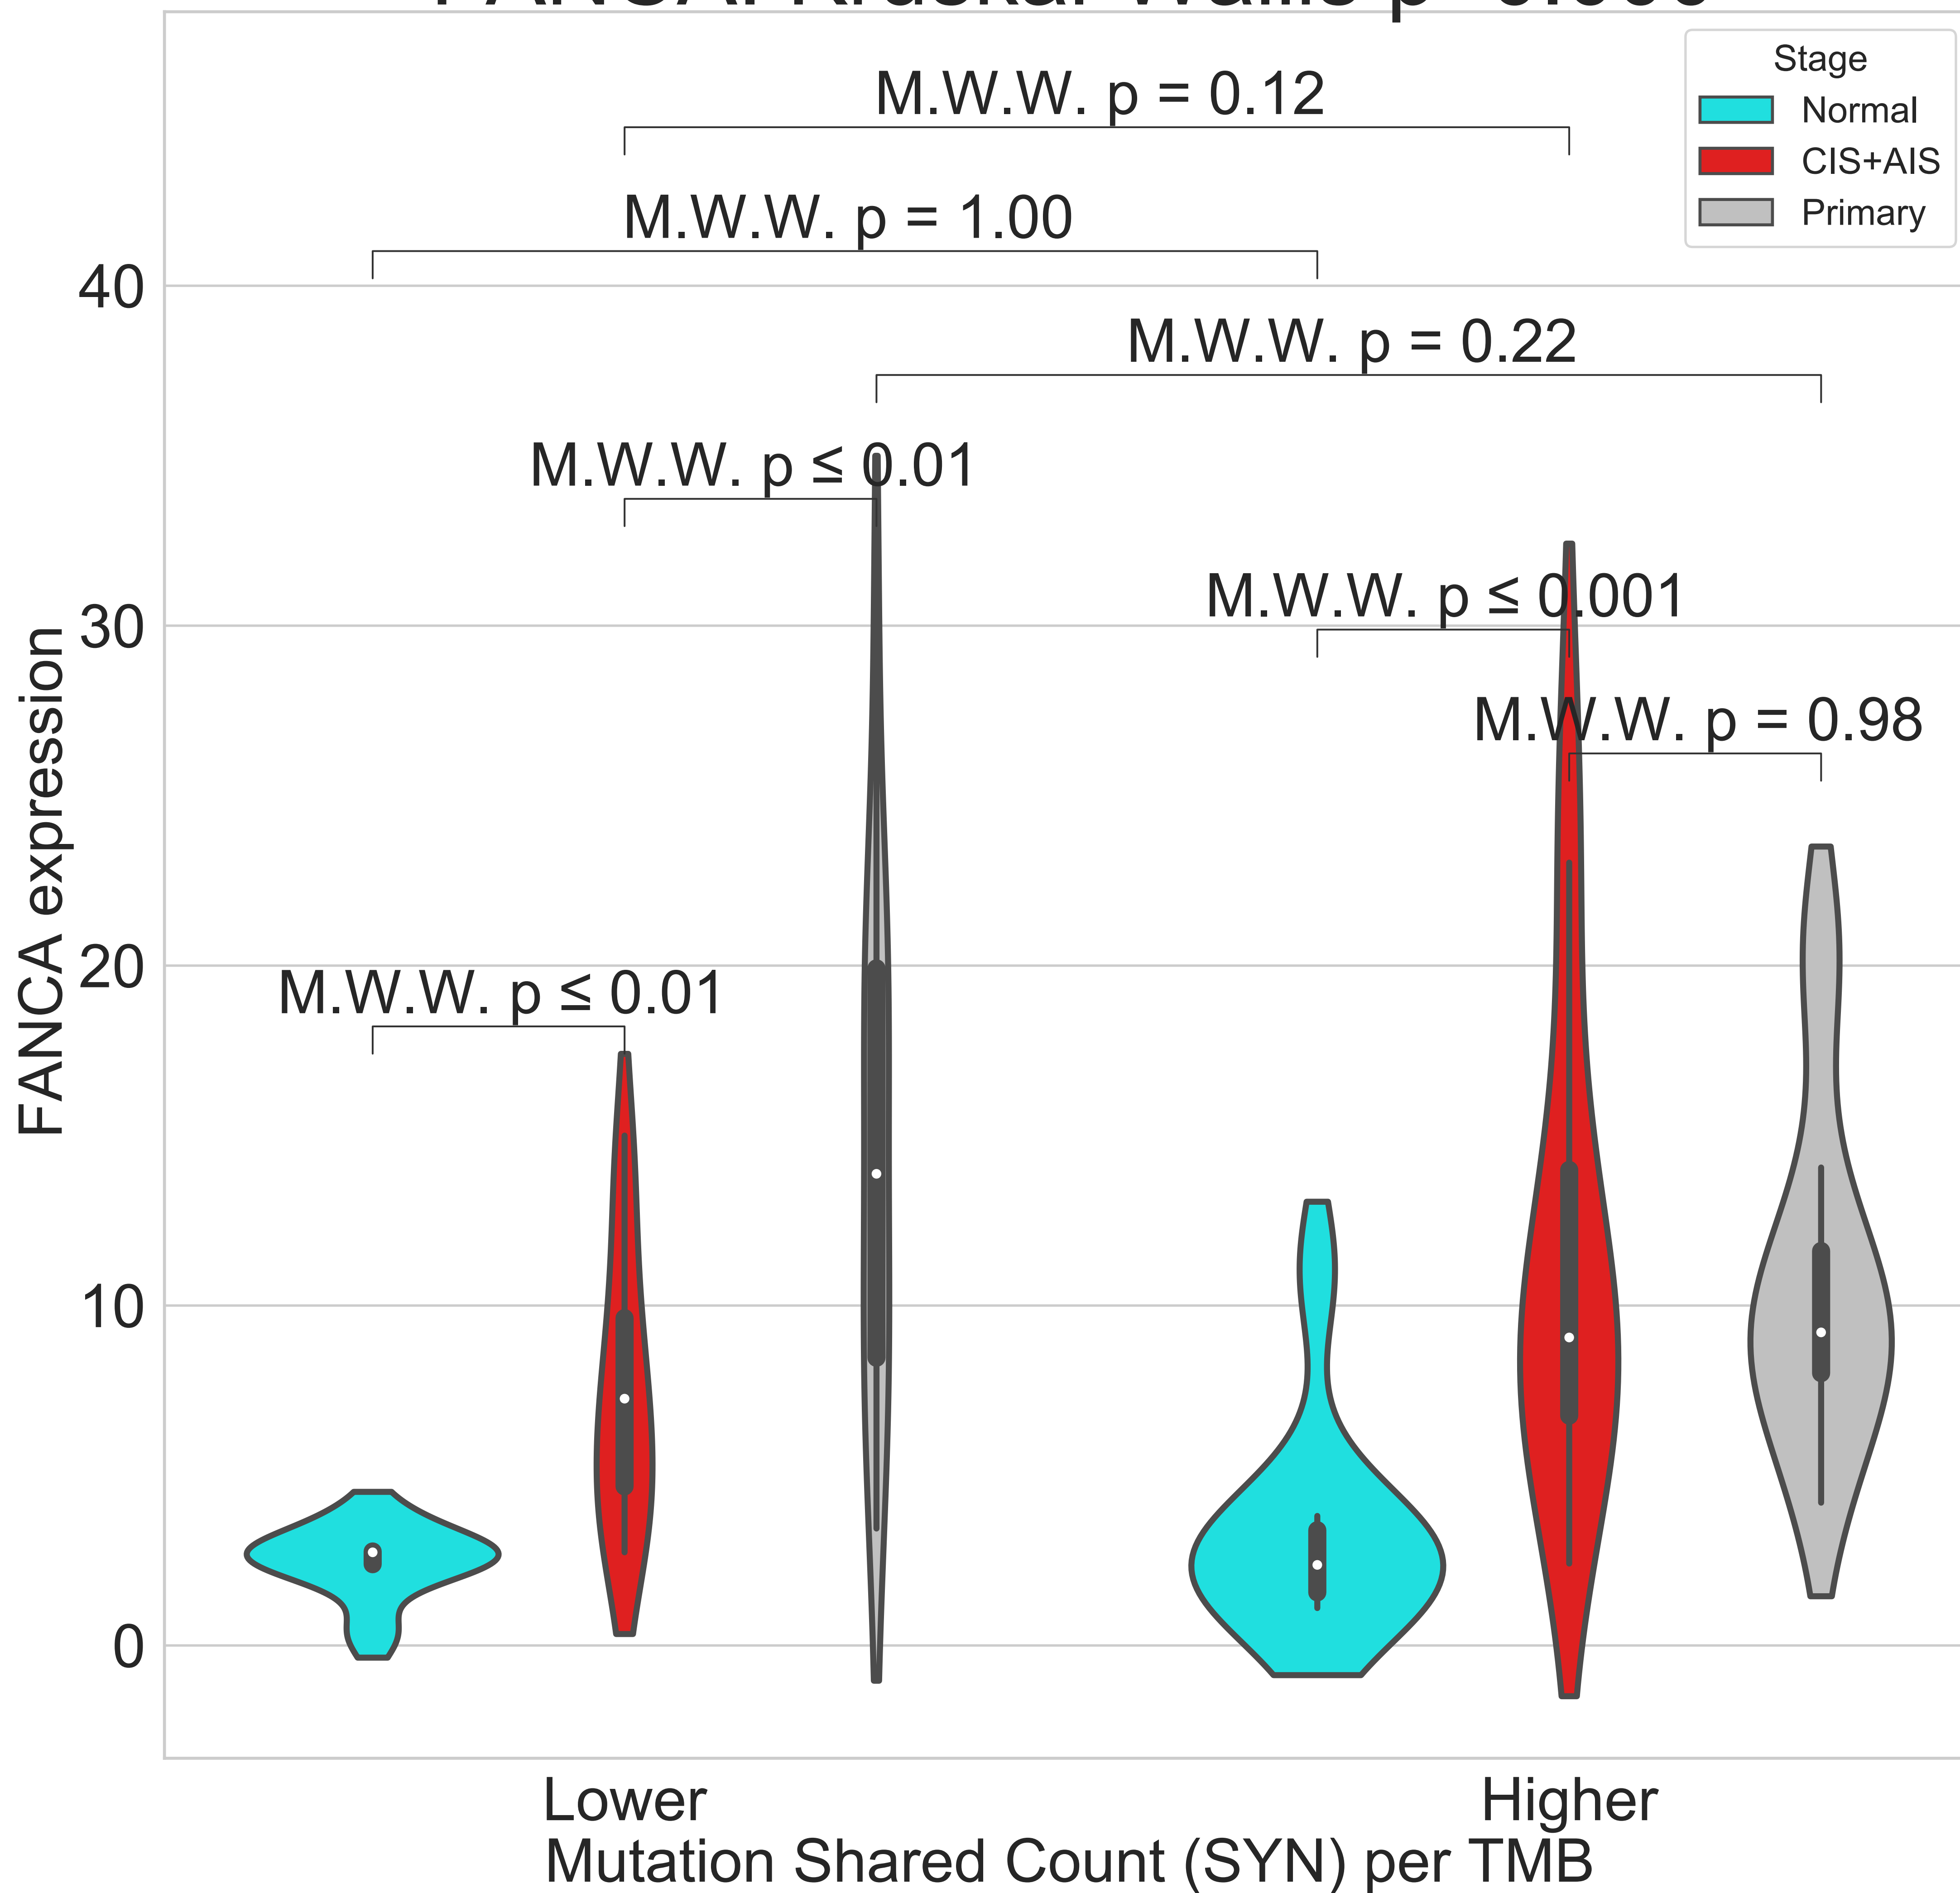 Stage
Normal
CIS+AIS
Primary
M.W.W. p = 0.12
M.W.W. p = 1.00
M.W.W. p = 0.22
M.W.W. p ≤ 0.01
M.W.W. p ≤ 0.001
M.W.W. p = 0.98
M.W.W. p ≤ 0.01
40
30
20
10
0
FANCA expression
Lower
Higher
Mutation Shared Count (SYN) per TMB